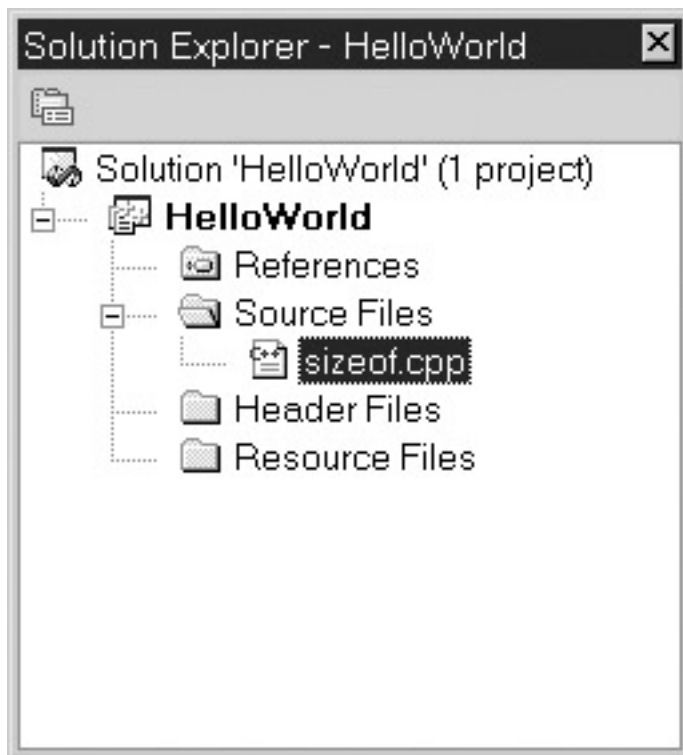 Solution Explorer - HelloWorld
Solution 'HelloWorld' (1 project)
HelloWorld
References
Source Files
C++ sizeof.cpp
Header Files
Resource Files